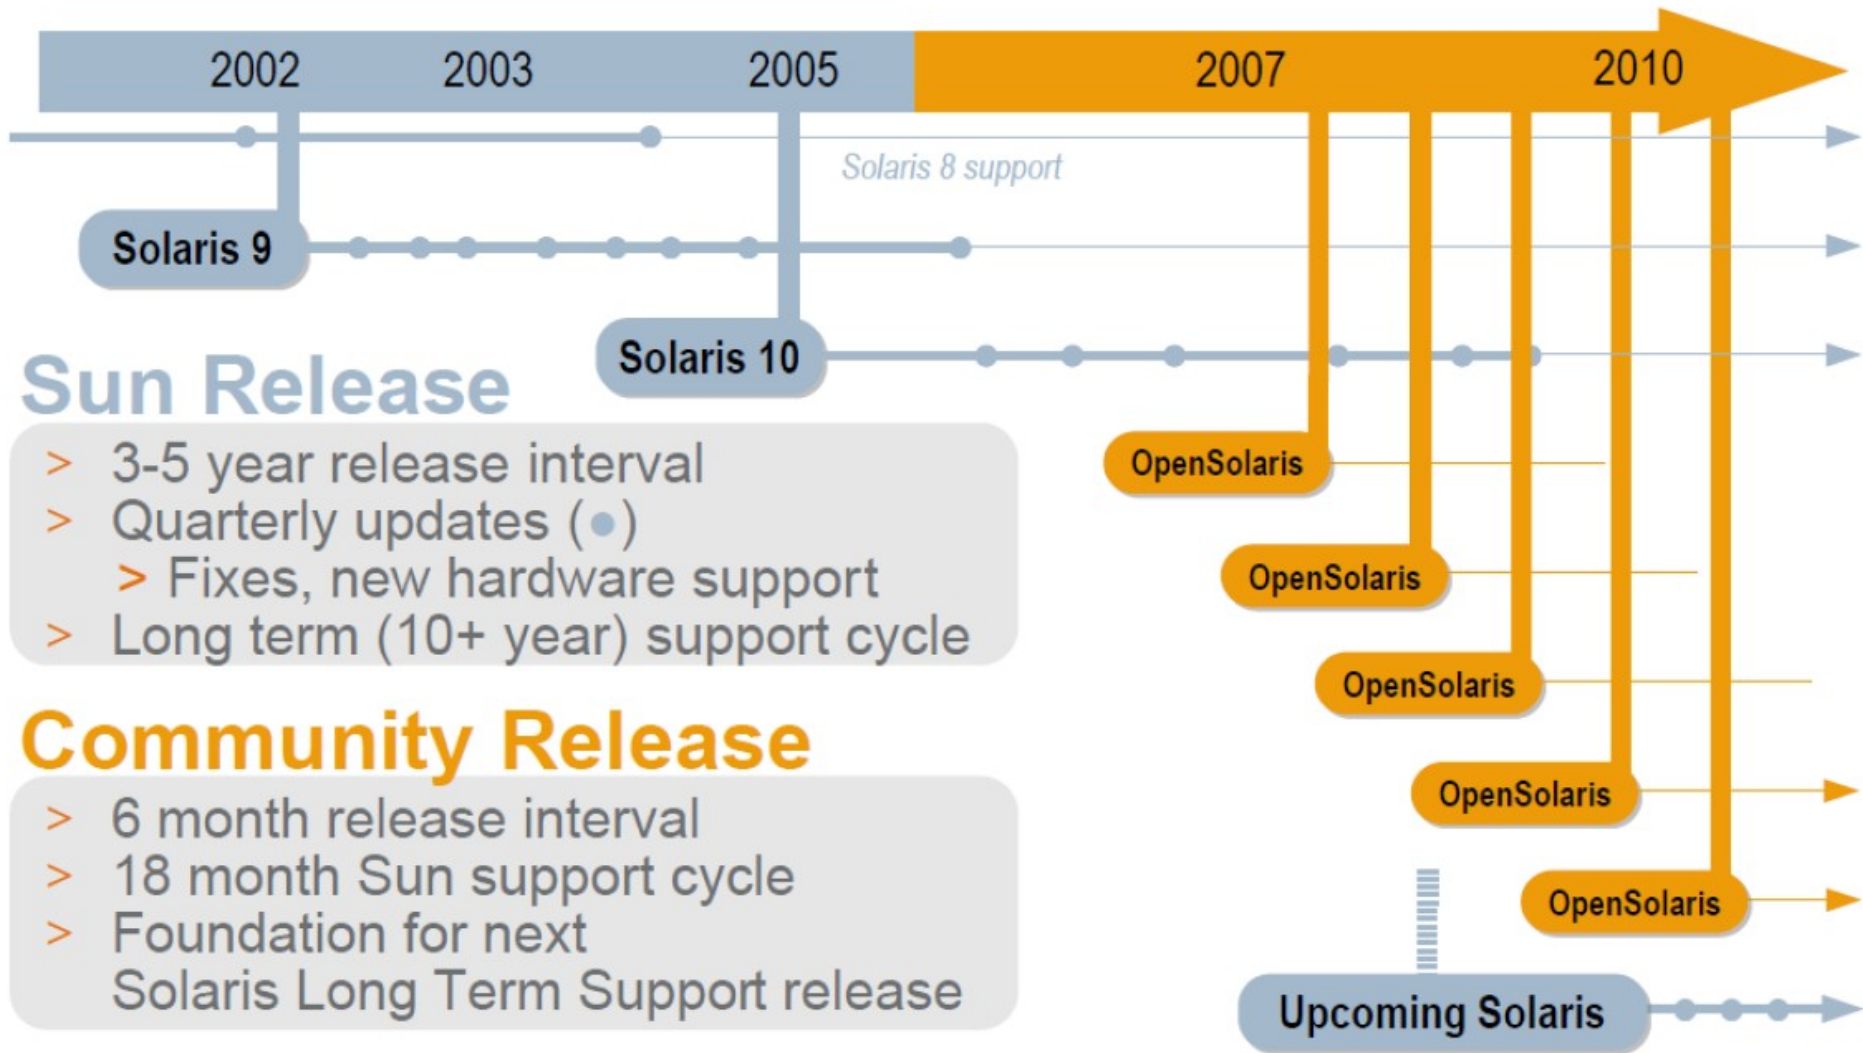 2002 2003 2005 2007 2010
Solaris 8 support
Solaris 9
Solaris 10
Sun Release
> 3-5 year release interval
> Quarterly updates (●)
> Fixes, new hardware support
> Long term (10+ year) support cycle
Community Release
> 6 month release interval
> 18 month Sun support cycle
> Foundation for next
Solaris Long Term Support release
OpenSolaris
OpenSolaris
OpenSolaris
OpenSolaris
OpenSolaris
Upcoming Solaris